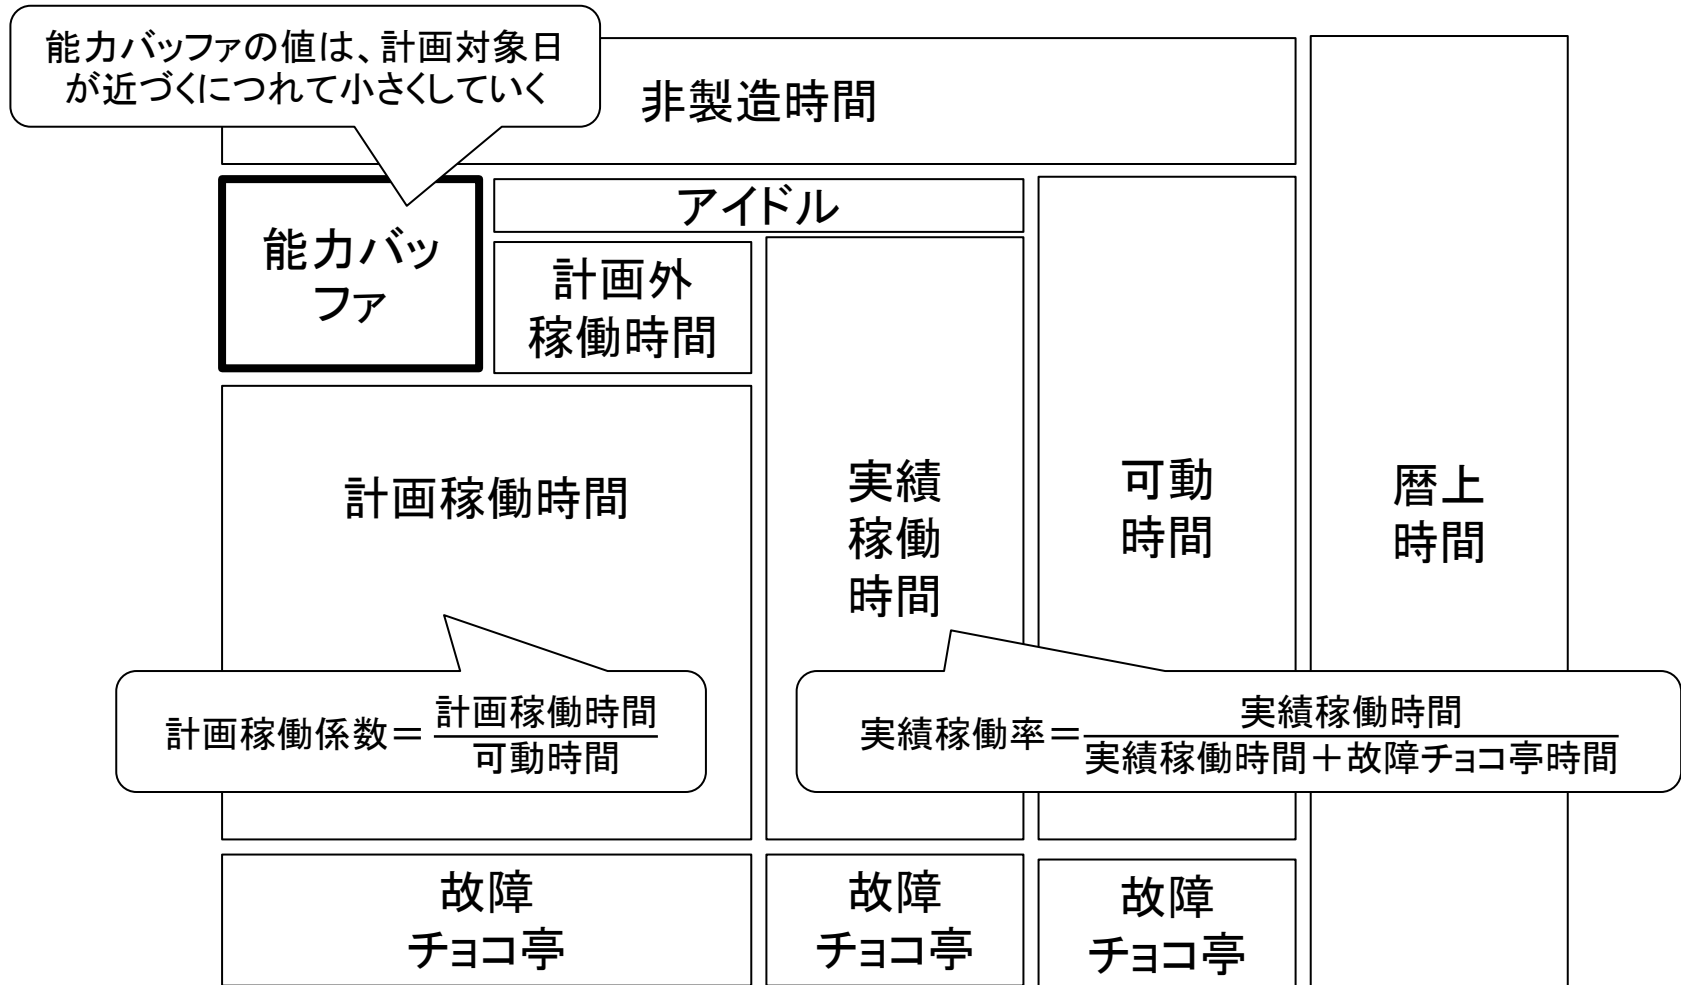 能力バッファの値は、計画対象日
が近づくにつれて小さくしていく
非製造時間
能力バッ
ファ
アイドル
計画外
稼働時間
計画稼働時間
実績
稼働
時間
可動
時間
暦上
時間
計画稼働係数＝
計画稼働時間
可動時間
実績稼働率＝
実績稼働時間
実績稼働時間＋故障チョコ亭時間
故障
チョコ亭
故障
チョコ亭
故障
チョコ亭